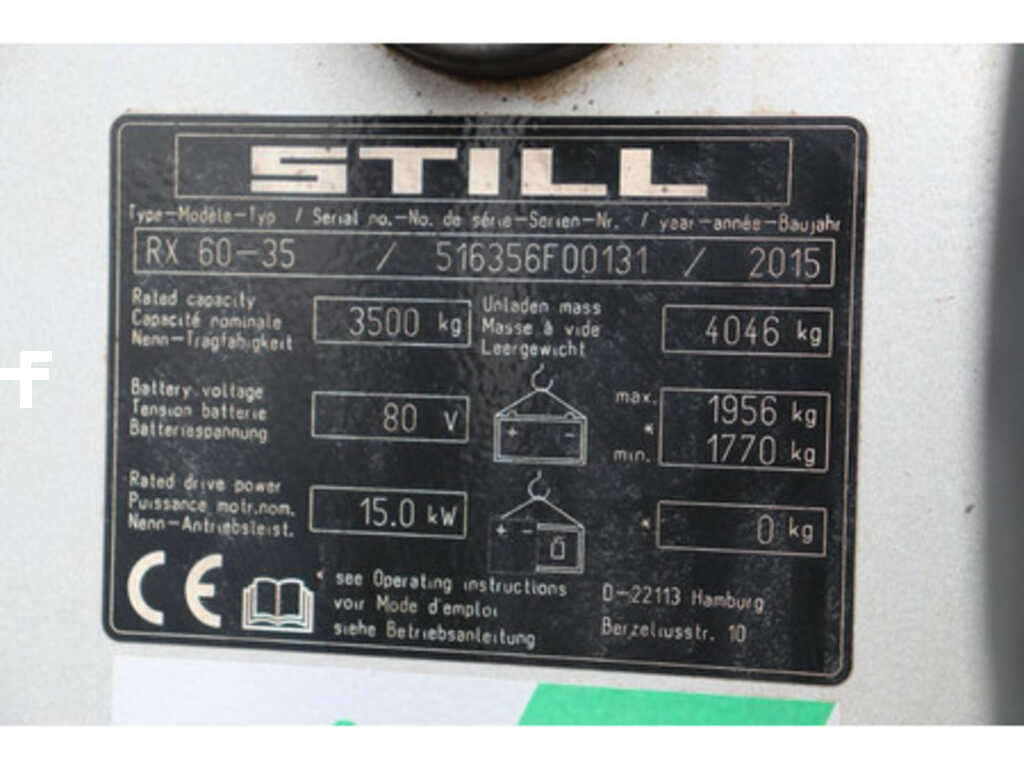 STILL
Type-Modèle-Typ / Serial no.-No. de série-Serien-Nr. / year-année-Baujahr
RX 60-35 / 516356F00131 / 2015
Rated capacity
Capacité nominale
Nenn-Tragfähigkeit
3500 kg
Unladen mass
Masse à vide
Leergewicht
4046 kg
Battery voltage
Tension batterie
Batteriespannung
80 V
+ -
max. 1956 kg
*
min. 1770 kg
Rated drive power
Puissance motr.nom.
Nenn-Antriebsleist.
15.0 kW
+ -
* 0 kg
CE
* see Operating instructions
voir Mode d'emploi
siehe Betriebsanleitung
D-22113 Hamburg
Berzeliusstr. 10
f